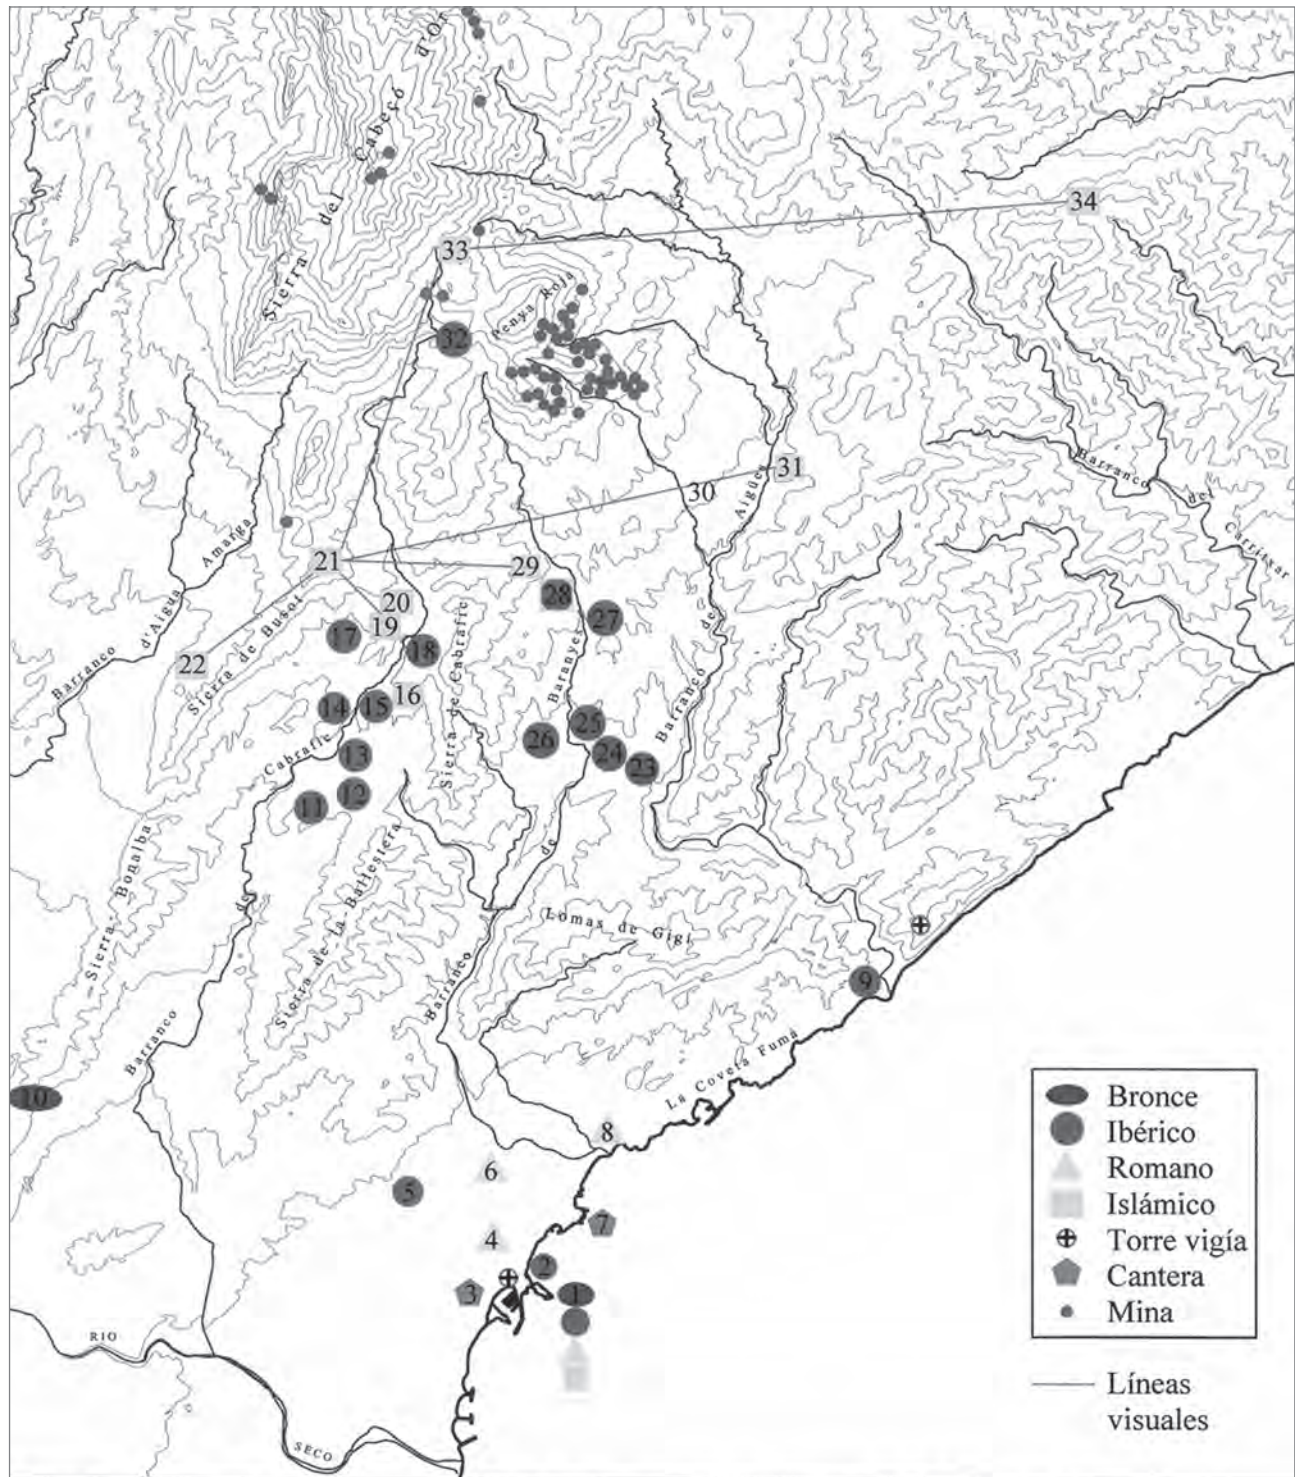 Sierra del Cabeçó d'Or
34
33
Penya Roja
32
31
30
Barranco del Carritxar
Barranco d'Aigua Amarga
21
29
20
28
27
19
17
18
22
Sierra de Busot
16
14
15
Sierra de Cabrafic
Baranyes
25
26
24
23
Barranco de Aigües
Cabrafic
13
12
11
Sierra Bonalba
Sierra de la Ballestera
de
de
Lomas de Gigi
Barranco
Barranco
9
La Coveta Fumá
10
8
6
5
7
4
2
3
1
RIO
SECO
Bronce
Ibérico
Romano
Islámico
Torre vigía
Cantera
Mina
Líneas
visuales